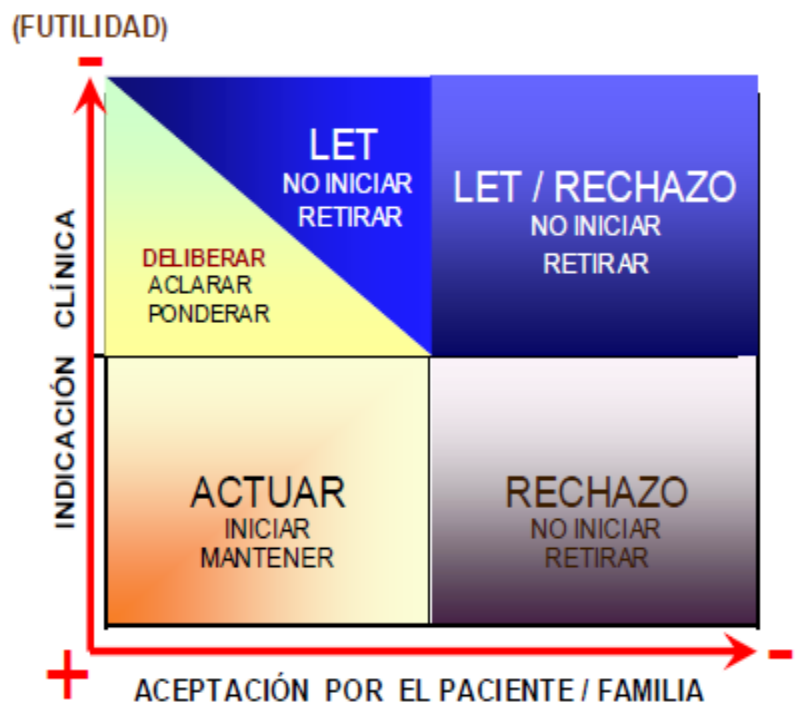 (FUTILIDAD)
-
LET
NO INICIAR
RETIRAR
DELIBERAR
ACLARAR
PONDERAR
LET / RECHAZO
NO INICIAR
RETIRAR
INDICACIÓN CLÍNICA
ACTUAR
INICIAR
MANTENER
RECHAZO
NO INICIAR
RETIRAR
+
-
ACEPTACIÓN POR EL PACIENTE / FAMILIA